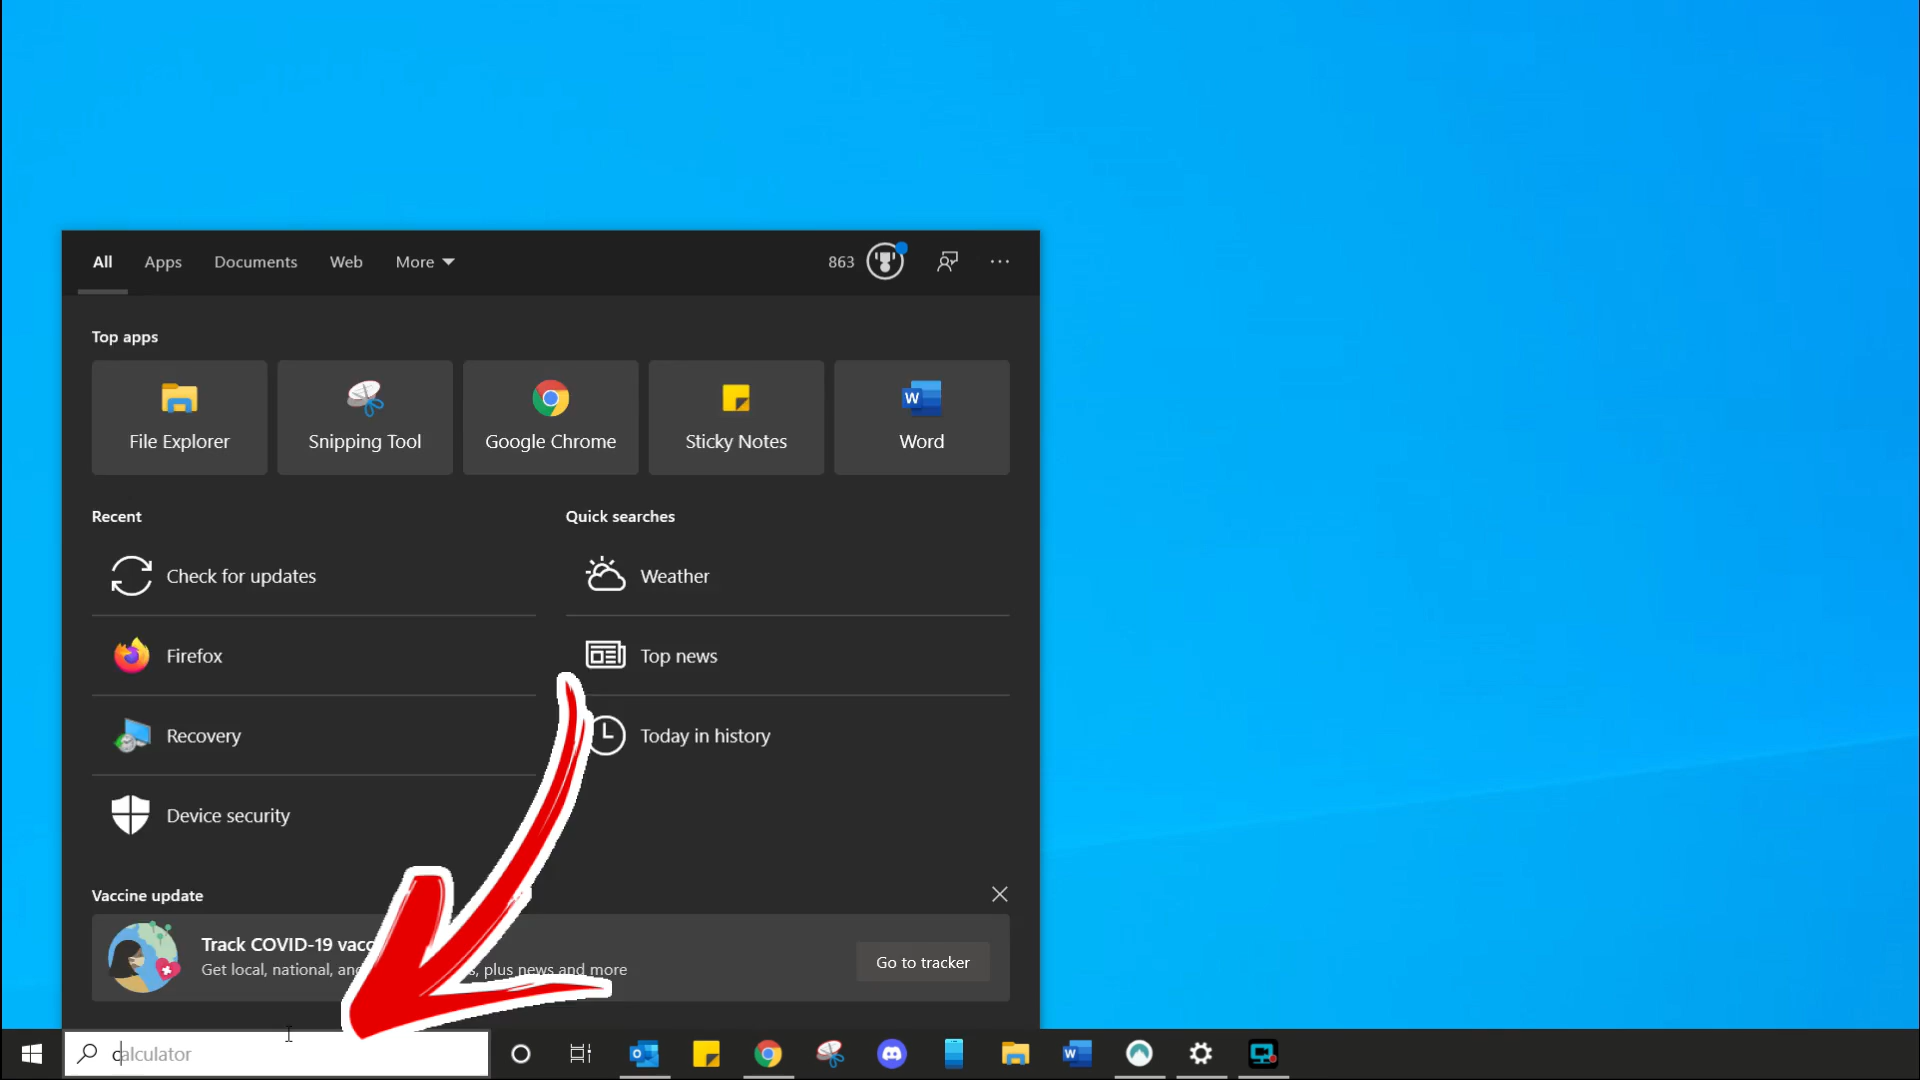 All Apps Documents Web More 863
Top apps
File Explorer Snipping Tool Google Chrome Sticky Notes Word
Recent
Check for updates
Firefox
Recovery
Device security
Quick searches
Weather
Top news
Today in history
Vaccine update
Track COVID-19
Get local, national, plus news and more
Go to tracker
calculator